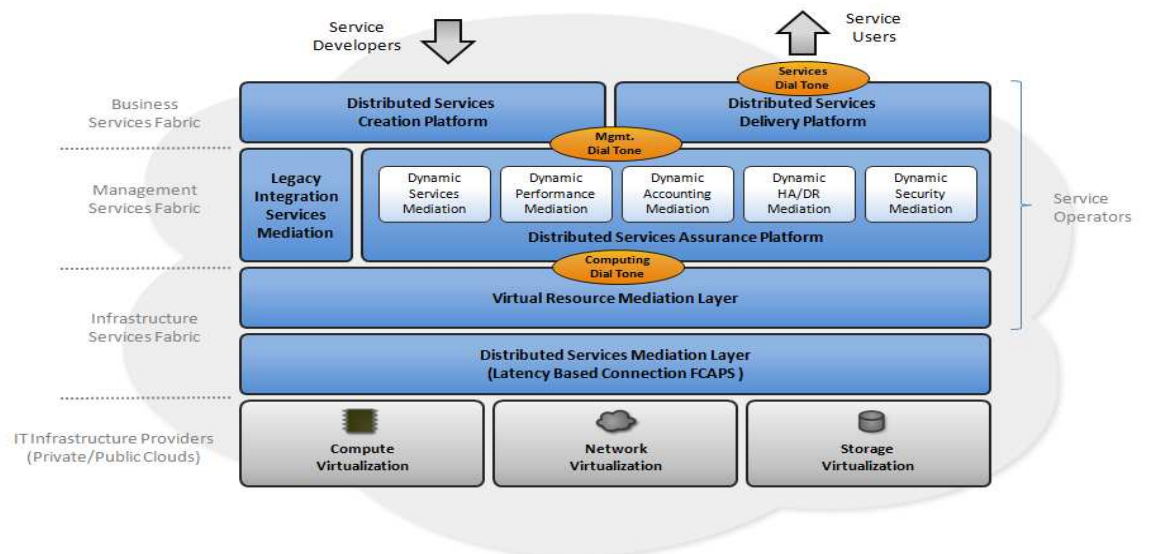 Service
Developers
Service
Users
Services
Dial Tone
Business
Services Fabric
Distributed Services
Creation Platform
Distributed Services
Delivery Platform
Mgmt.
Dial Tone
Management
Services Fabric
Legacy
Integration
Services
Mediation
Dynamic
Services
Mediation
Dynamic
Performance
Mediation
Dynamic
Accounting
Mediation
Dynamic
HA/DR
Mediation
Dynamic
Security
Mediation
Distributed Services Assurance Platform
Service
Operators
Computing
Dial Tone
Virtual Resource Mediation Layer
Infrastructure
Services Fabric
Distributed Services Mediation Layer
(Latency Based Connection FCAPS )
IT Infrastructure Providers
(Private/Public Clouds)
Compute
Virtualization
Network
Virtualization
Storage
Virtualization